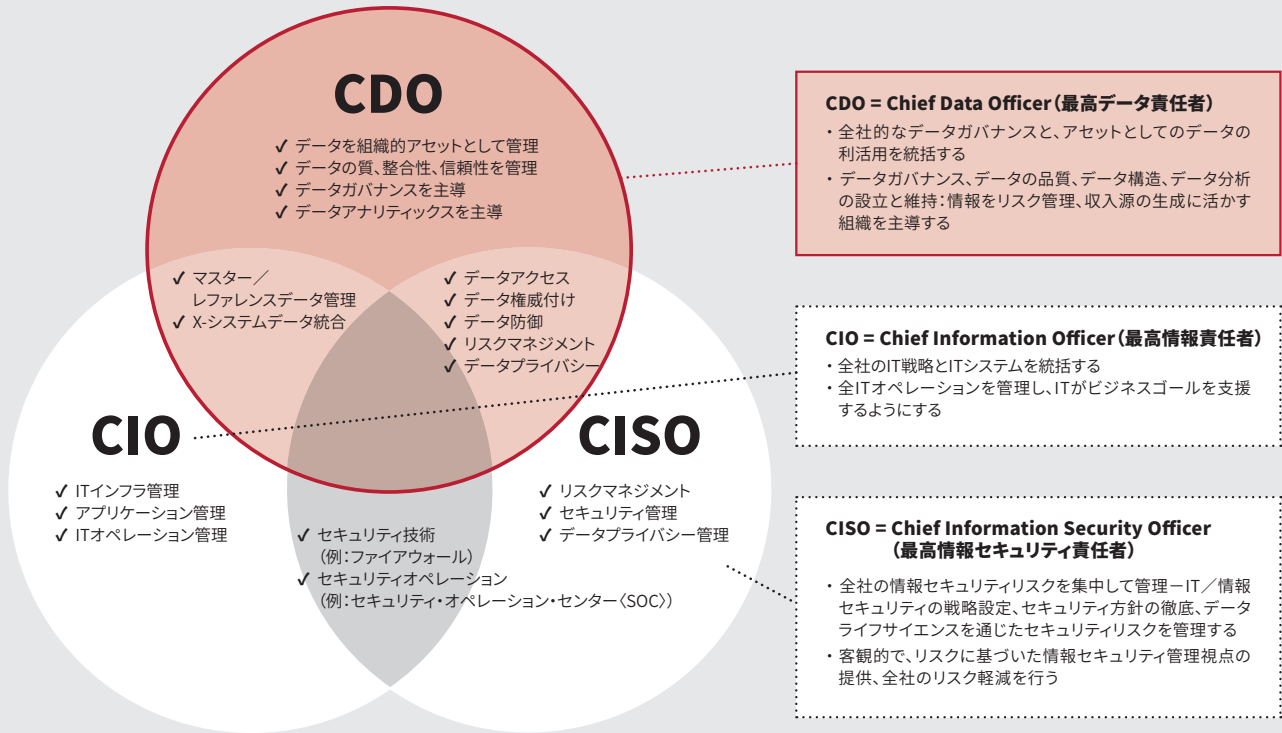 CDO
✓ データを組織的アセットとして管理
✓ データの質、整合性、信頼性を管理
✓ データガバナンスを主導
✓ データアナリティックスを主導
✓ マスター／
レファレンスデータ管理
✓ X-システムデータ統合
✓ データアクセス
✓ データ権威付け
✓ データ防御
✓ リスクマネジメント
✓ データプライバシー
CIO
✓ ITインフラ管理
✓ アプリケーション管理
✓ ITオペレーション管理
CISO
✓ リスクマネジメント
✓ セキュリティ管理
✓ データプライバシー管理
✓ セキュリティ技術
（例：ファイアウォール）
✓ セキュリティオペレーション
（例：セキュリティ・オペレーション・センター〈SOC〉）
CDO = Chief Data Officer（最高データ責任者）
・全社的なデータガバナンスと、アセットとしてのデータの
利活用を統括する
・データガバナンス、データの品質、データ構造、データ分析
の設立と維持：情報をリスク管理、収入源の生成に活かす
組織を主導する
CIO = Chief Information Officer（最高情報責任者）
・全社のIT戦略とITシステムを統括する
・全ITオペレーションを管理し、ITがビジネスゴールを支援
するようにする
CISO = Chief Information Security Officer
（最高情報セキュリティ責任者）
・全社の情報セキュリティリスクを集中して管理－IT／情報
セキュリティの戦略設定、セキュリティ方針の徹底、データ
ライフサイエンスを通じたセキュリティリスクを管理する
・客観的で、リスクに基づいた情報セキュリティ管理視点の
提供、全社のリスク軽減を行う